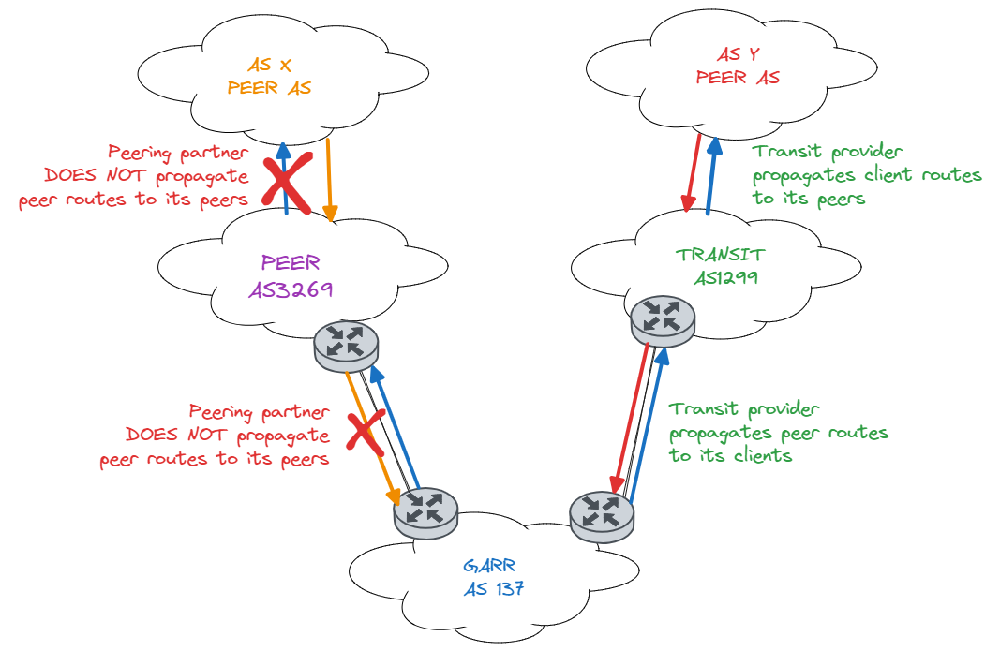 AS X
PEER AS
AS Y
PEER AS
Peering partner
DOES NOT propagate
peer routes to its peers
Transit provider
propagates client routes
to its peers
PEER
AS3269
TRANSIT
AS1299
Peering partner
DOES NOT propagate
peer routes to its peers
Transit provider
propagates peer routes
to its clients
GARR
AS 137